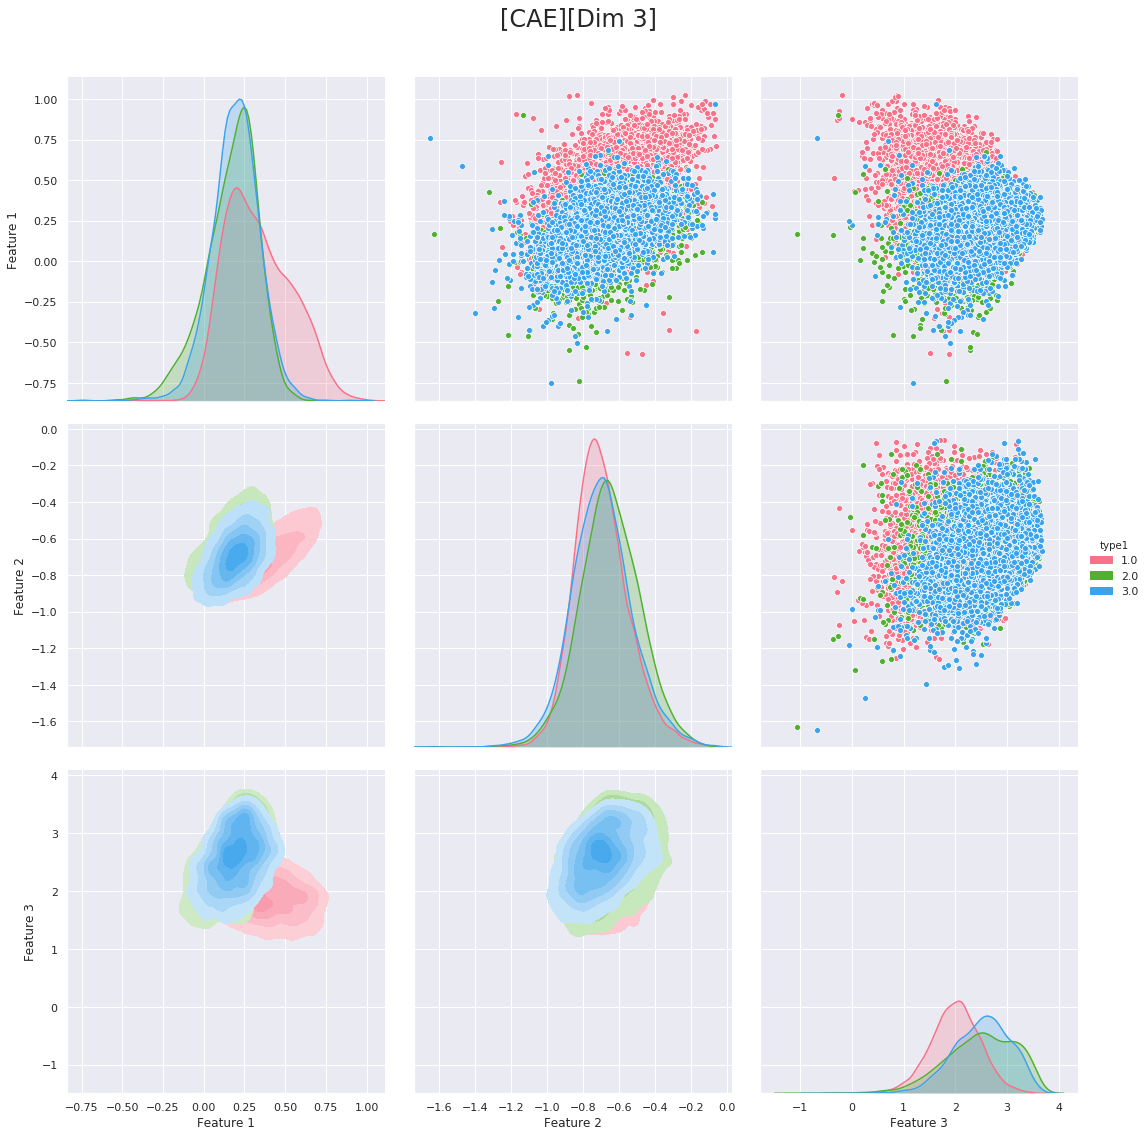 [CAE][Dim 3]
1.00
0.75
0.50
0.25
0.00
−0.25
−0.50
−0.75
Feature 1
−0.75 −0.50 −0.25 0.00 0.25 0.50 0.75 1.00
−1.6 −1.4 −1.2 −1.0 −0.8 −0.6 −0.4 −0.2 0.0
−1 0 1 2 3 4
0.0
−0.2
−0.4
−0.6
−0.8
−1.0
−1.2
−1.4
−1.6
Feature 2
type1
1.0
2.0
3.0
4
3
2
1
0
−1
Feature 3
Feature 1
Feature 2
Feature 3